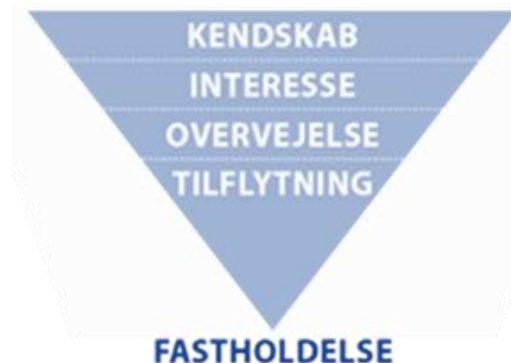 KENDSKAB
INTERESSE
OVERVEJELSE
TILFLYTNING
FASTHOLDELSE